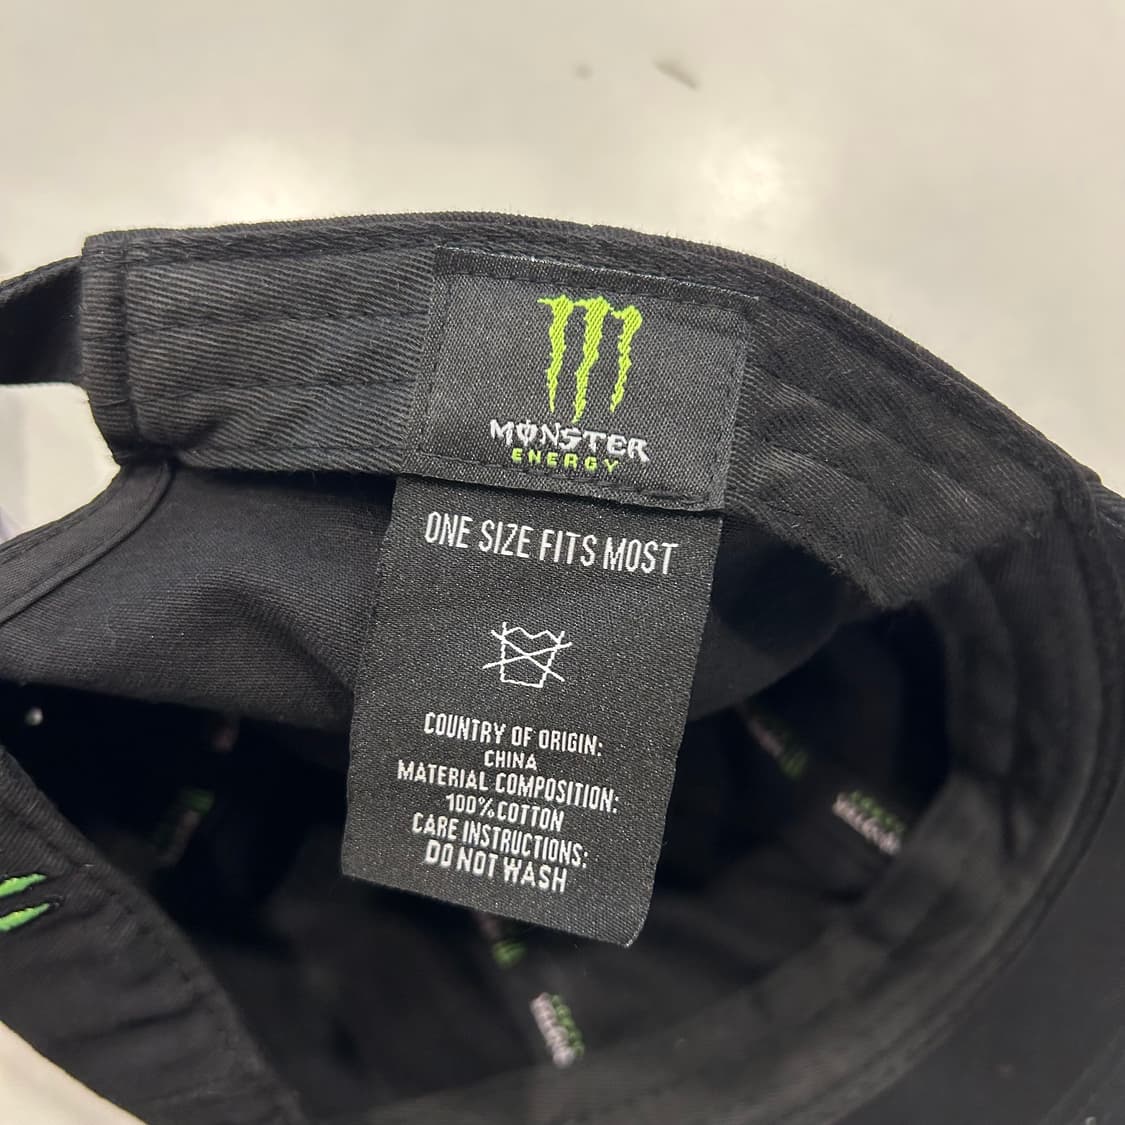 MONSTER
ENERGY
ONE SIZE FITS MOST
COUNTRY OF ORIGIN:
CHINA
MATERIAL COMPOSITION:
100%COTTON
CARE INSTRUCTIONS:
DO NOT WASH